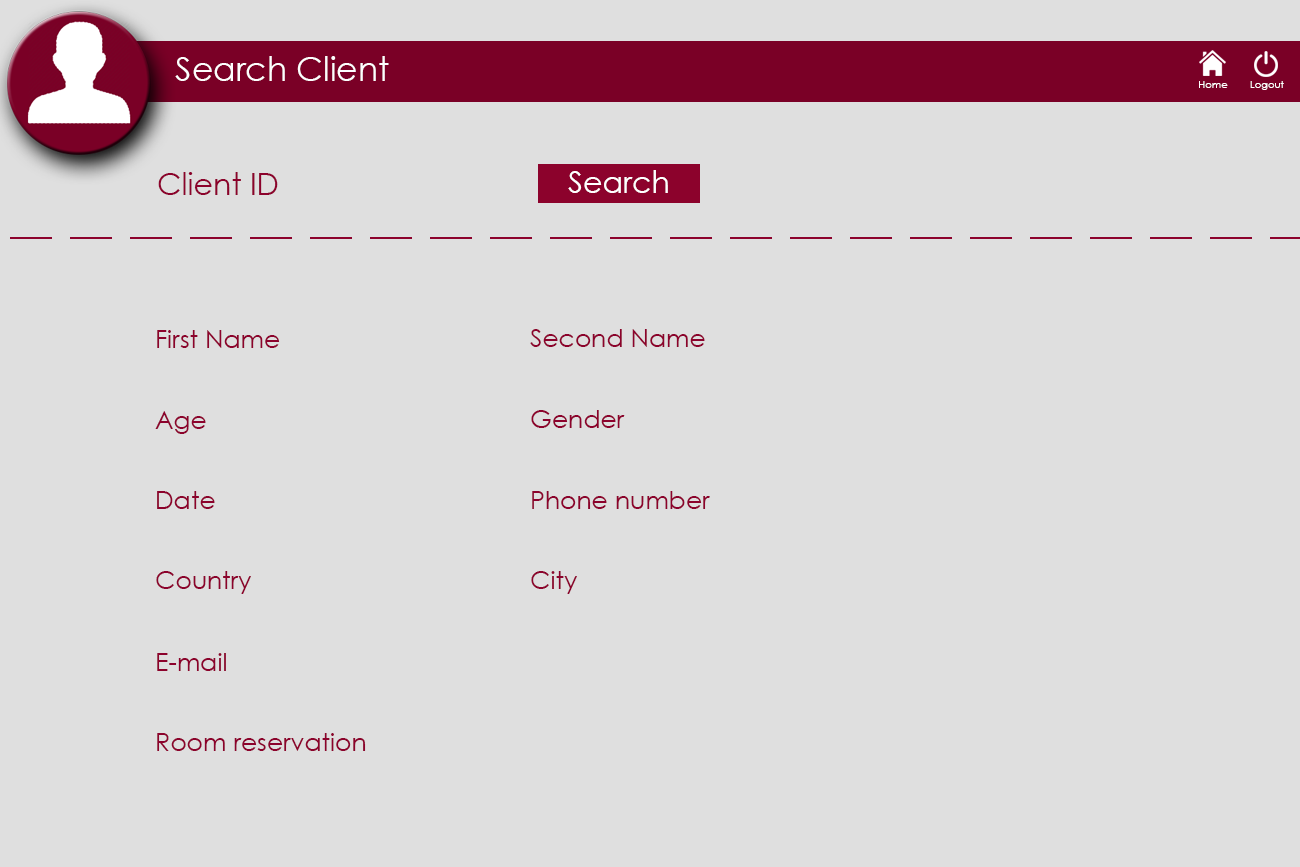 Search Client
Home
Logout
Client ID
Search
First Name
Second Name
Age
Gender
Date
Phone number
Country
City
E-mail
Room reservation